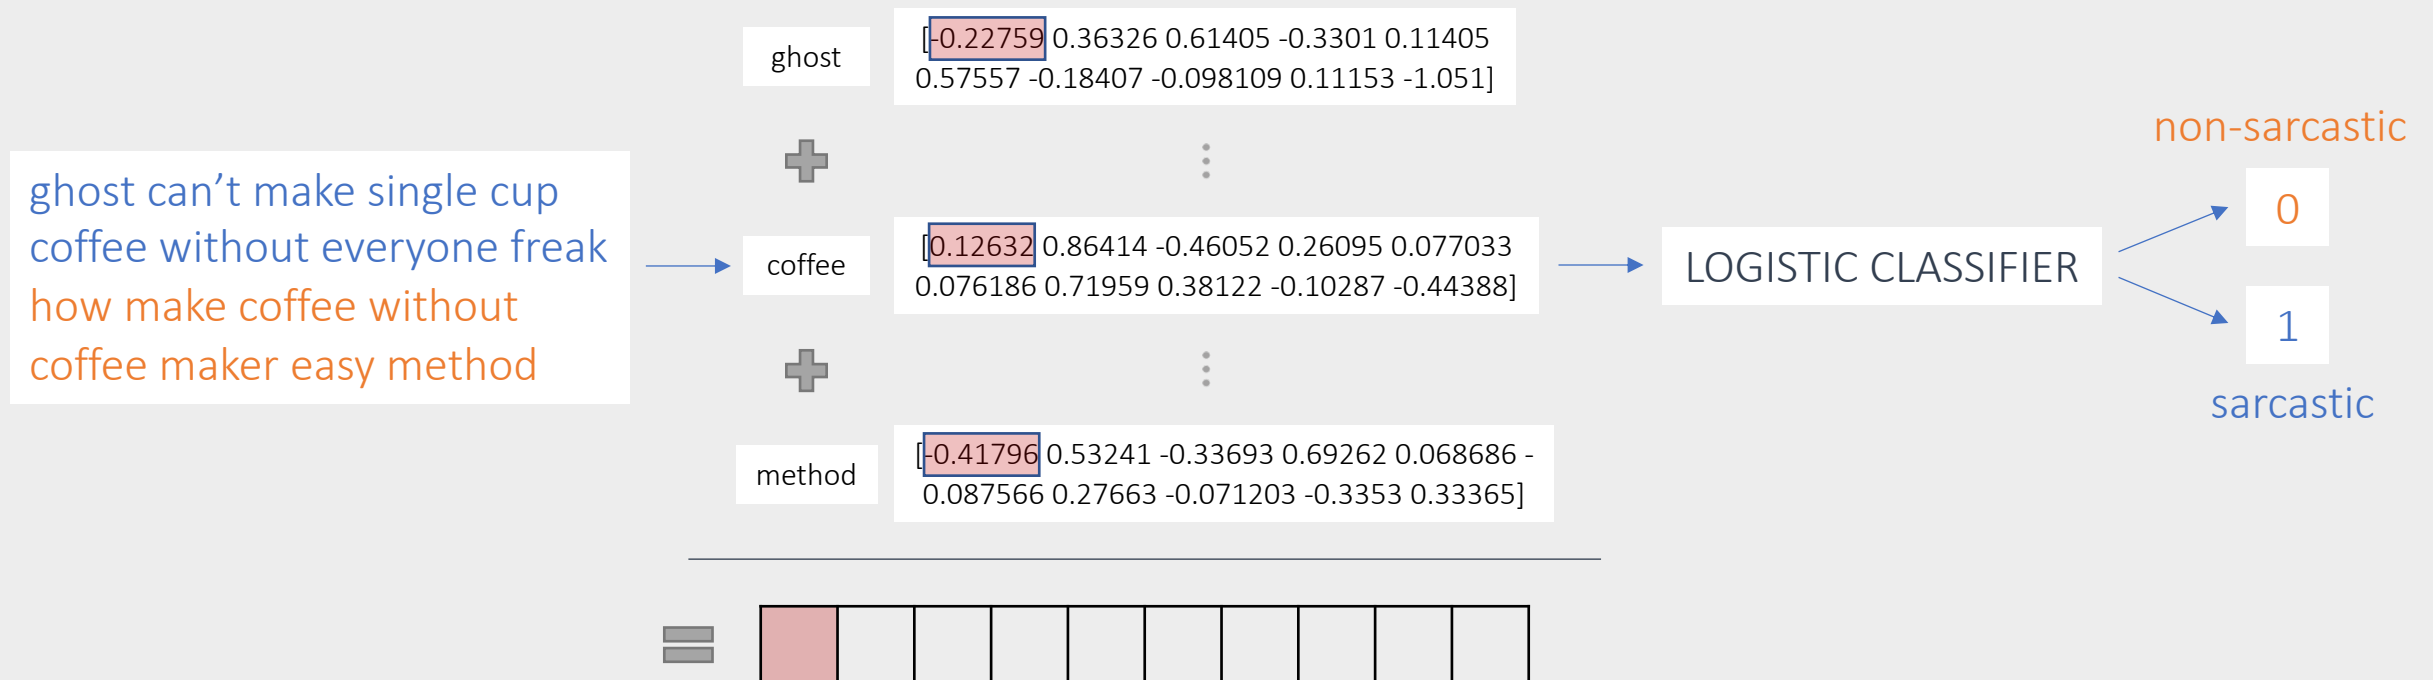 ghost can’t make single cup
coffee without everyone freak
how make coffee without
coffee maker easy method
ghost
[-0.22759 0.36326 0.61405 -0.3301 0.11405
0.57557 -0.18407 -0.098109 0.11153 -1.051]
coffee
[0.12632 0.86414 -0.46052 0.26095 0.077033
0.076186 0.71959 0.38122 -0.10287 -0.44388]
method
[-0.41796 0.53241 -0.33693 0.69262 0.068686 -
0.087566 0.27663 -0.071203 -0.3353 0.33365]
LOGISTIC CLASSIFIER
non-sarcastic
0
1
sarcastic